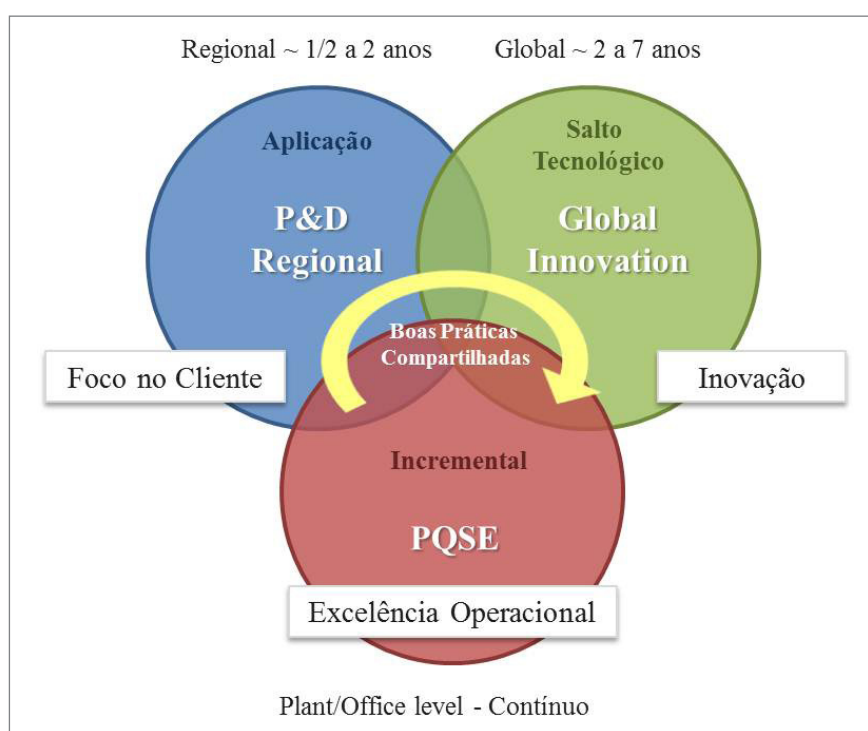 Regional ~ 1/2 a 2 anos
Global ~ 2 a 7 anos
Aplicação
P&D
Regional
Salto
Tecnológico
Global
Innovation
Boas Práticas
Compartilhadas
Foco no Cliente
Inovação
Incremental
PQSE
Excelência Operacional
Plant/Office level - Contínuo